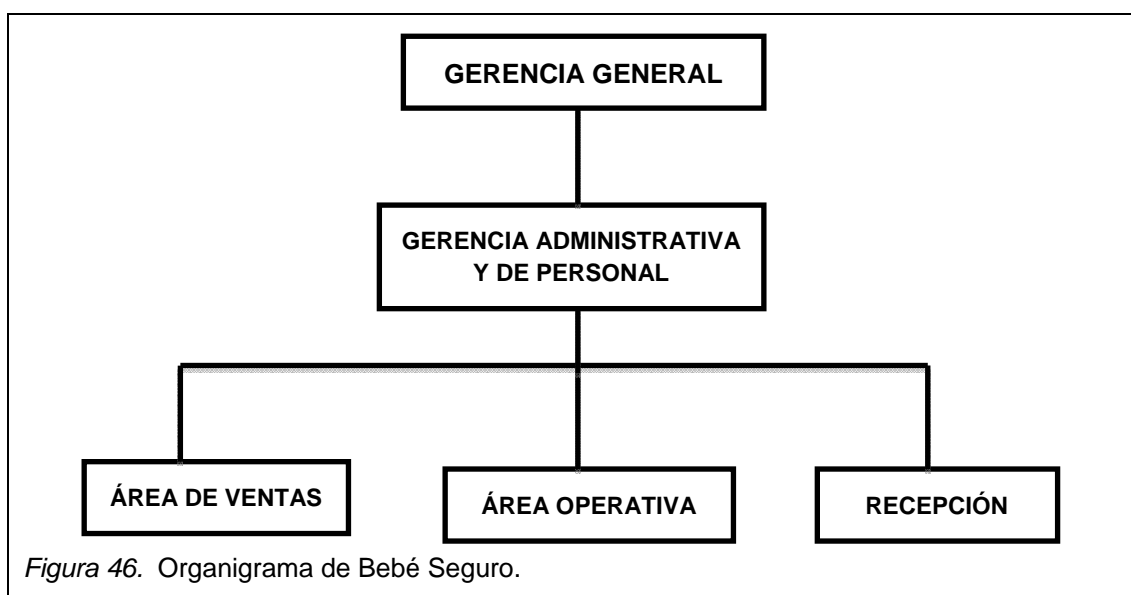 GERENCIA GENERAL
GERENCIA ADMINISTRATIVA
Y DE PERSONAL
ÁREA DE VENTAS
ÁREA OPERATIVA
RECEPCIÓN
Figura 46. Organigrama de Bebé Seguro.